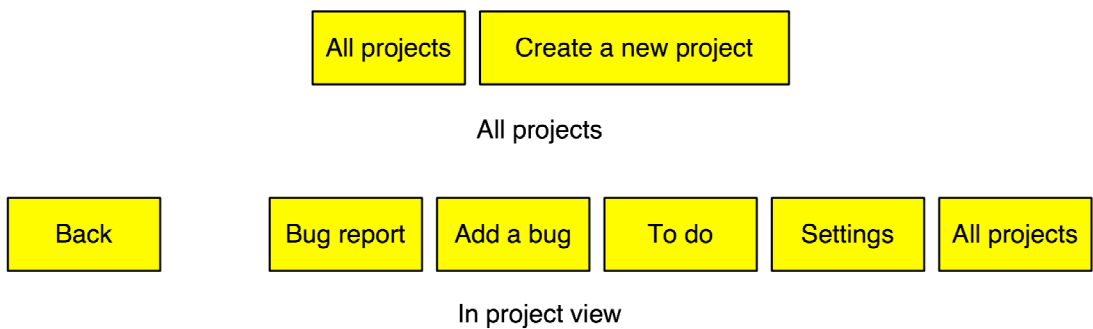 All projects
Create a new project
All projects
Back
Bug report
Add a bug
To do
Settings
All projects
In project view